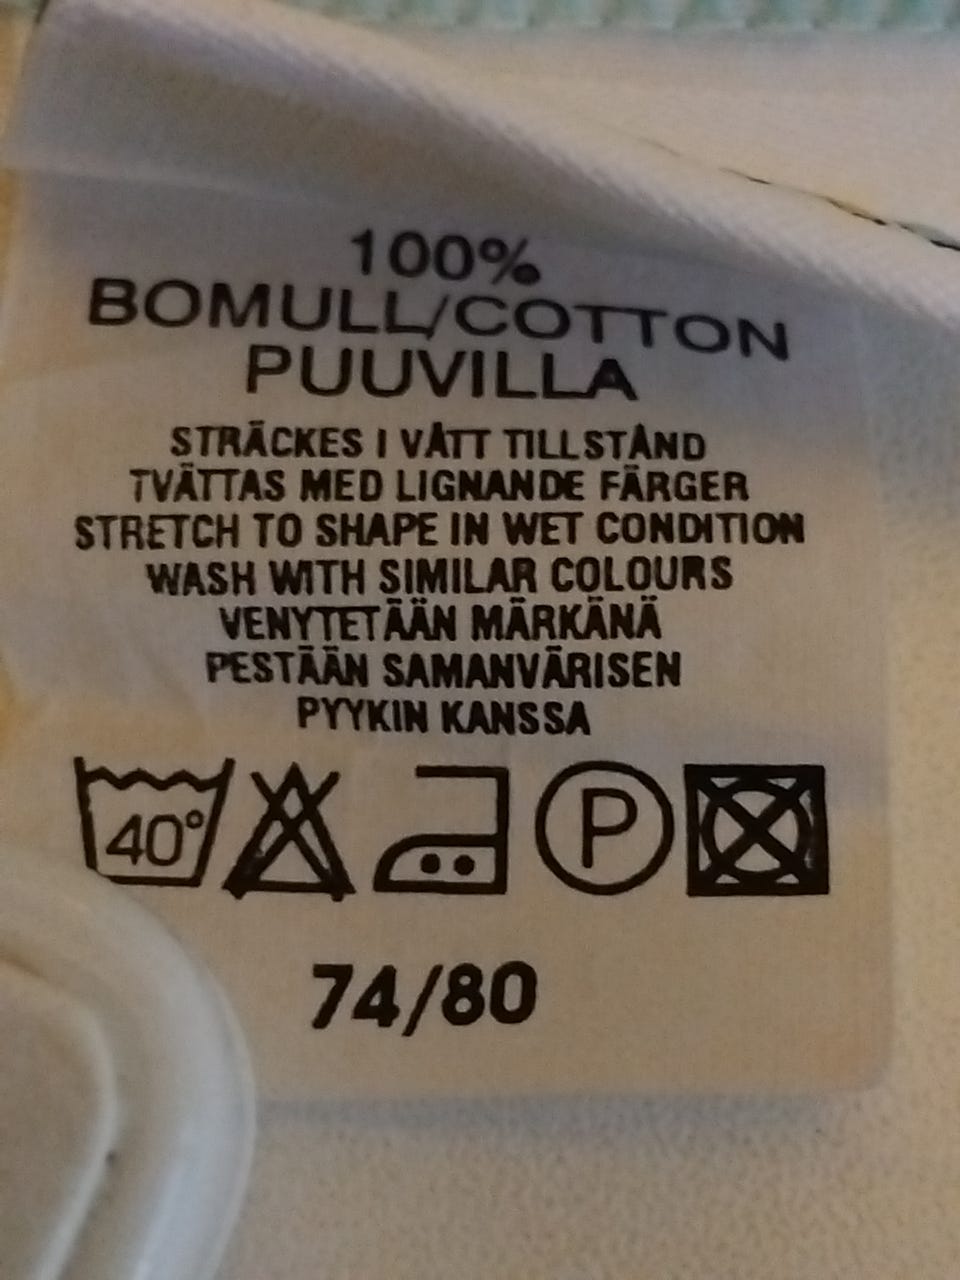 100%
BOMULL/COTTON
PUUVILLA
STRÄCKES I VÅTT TILLSTÅND
TVÄTTAS MED LIGNANDE FÄRGER
STRETCH TO SHAPE IN WET CONDITION
WASH WITH SIMILAR COLOURS
VENYTETÄÄN MÄRKÄNÄ
PESTÄÄN SAMANVÄRISEN
PYYKIN KANSSA
40° P
74/80